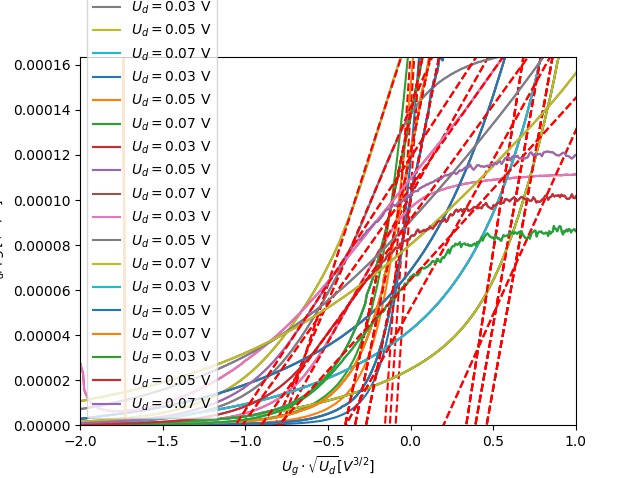 U_d = 0.03 V
U_d = 0.05 V
U_d = 0.07 V
U_d = 0.03 V
U_d = 0.05 V
U_d = 0.07 V
U_d = 0.03 V
U_d = 0.05 V
U_d = 0.07 V
U_d = 0.03 V
U_d = 0.05 V
U_d = 0.07 V
U_d = 0.03 V
U_d = 0.05 V
U_d = 0.07 V
U_d = 0.03 V
U_d = 0.05 V
U_d = 0.07 V
0.00016
0.00014
0.00012
0.00010
0.00008
0.00006
0.00004
0.00002
0.00000
−2.0 −1.5 −1.0 −0.5 0.0 0.5 1.0
U_g · √U_d [V^{3/2}]